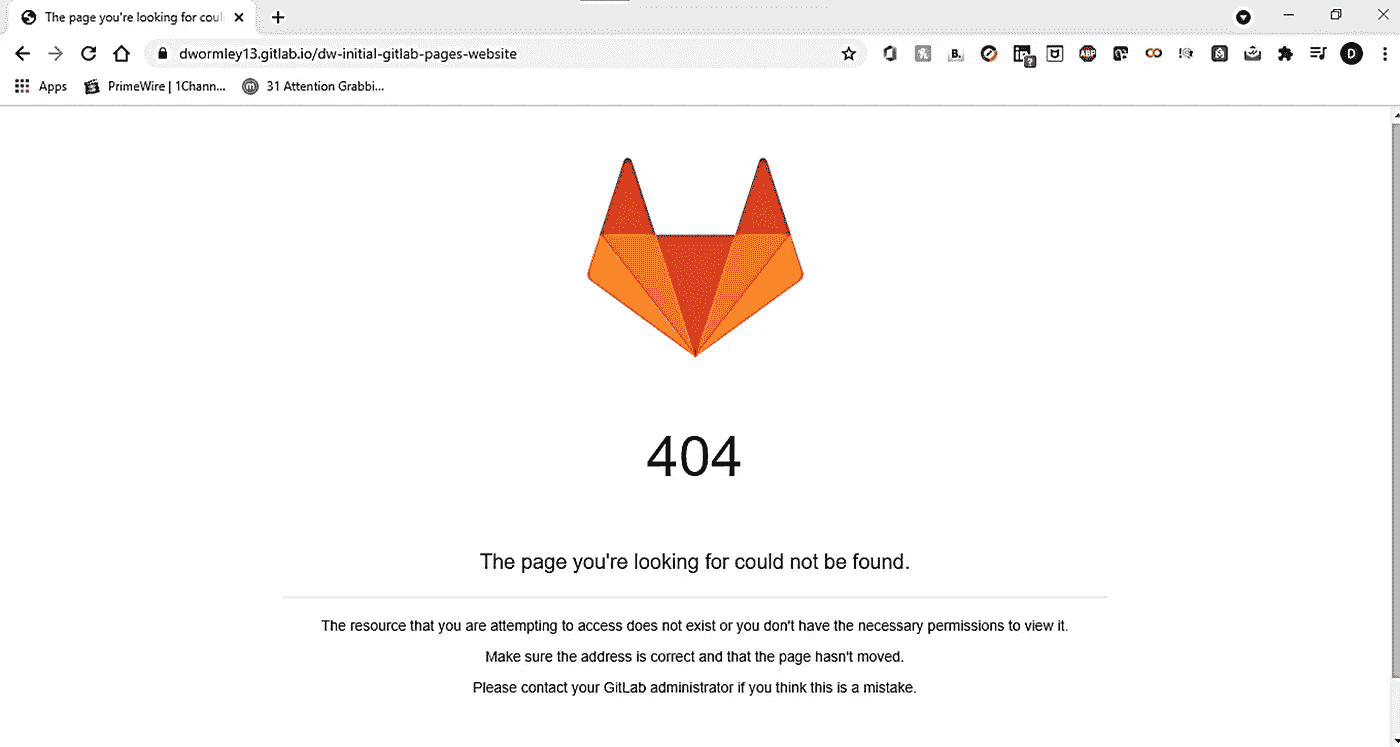 The page you're looking for coul
dwormley13.gitlab.io/dw-initial-gitlab-pages-website
B.
ABP
?
D
Apps
PrimeWire | 1Chann...
m
31 Attention Grabbi...
404
The page you're looking for could not be found.
The resource that you are attempting to access does not exist or you don't have the necessary permissions to view it.
Make sure the address is correct and that the page hasn't moved.
Please contact your GitLab administrator if you think this is a mistake.